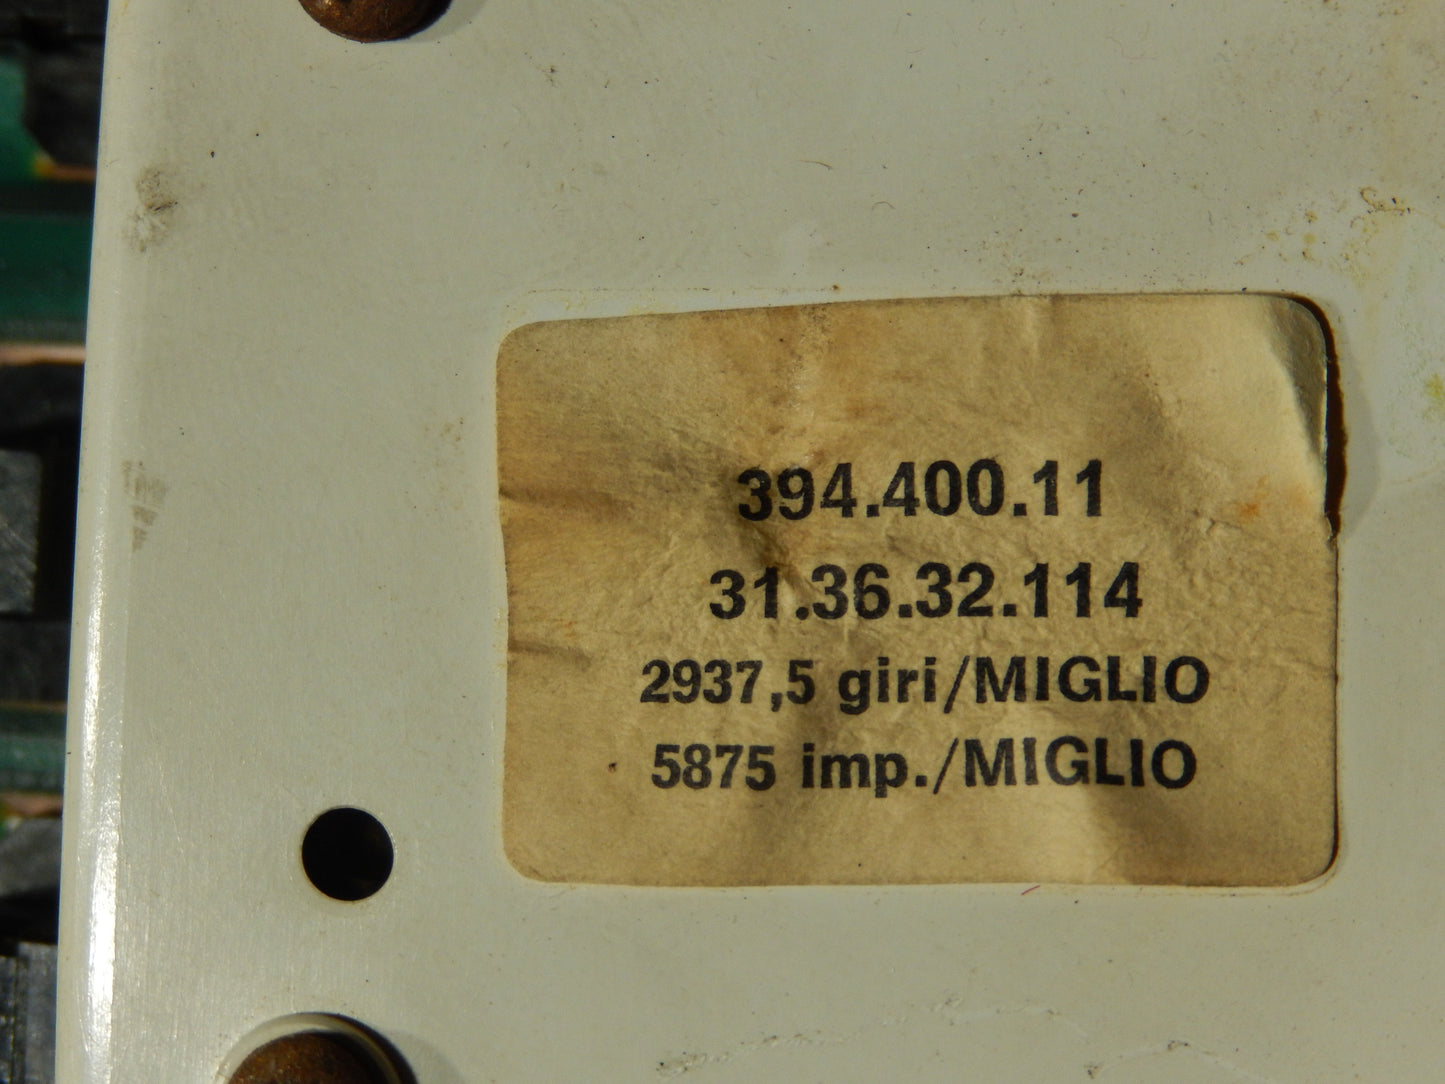 394.400.11
31.36.32.114
2937,5 giri/MIGLIO
5875 imp./MIGLIO